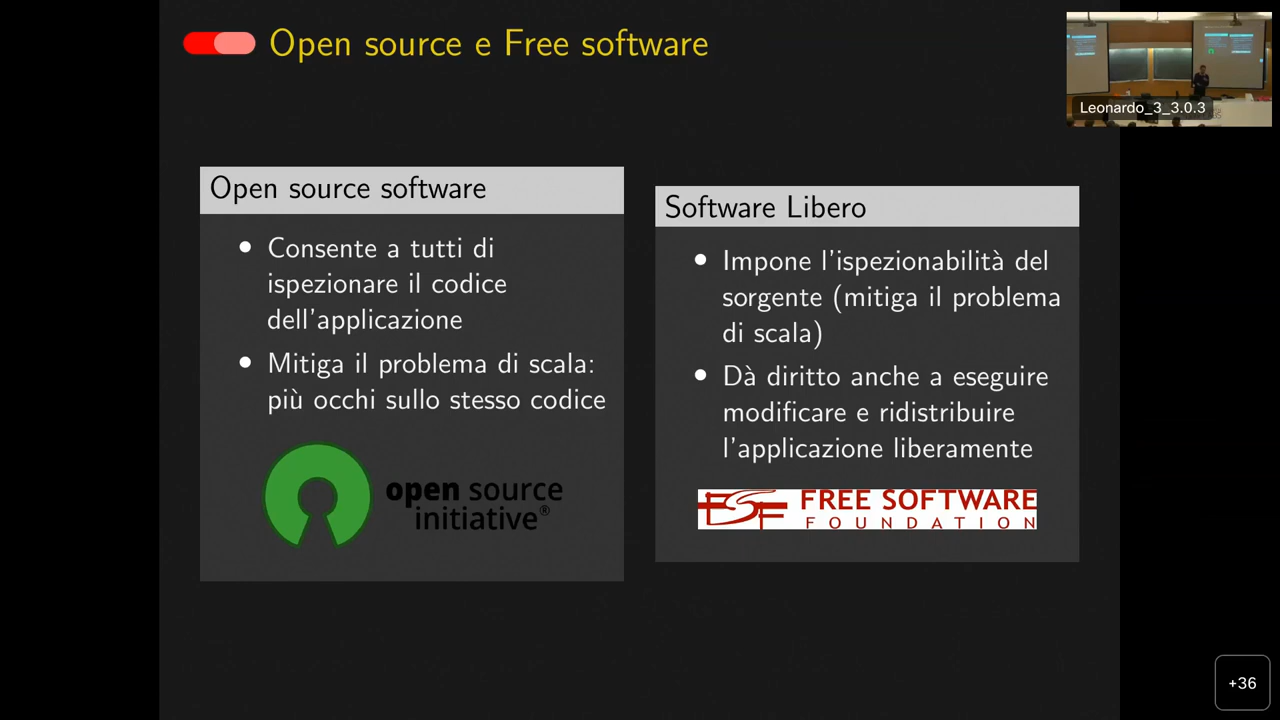 Open source e Free software
Leonardo_3_3.0.3
Open source software
• Consente a tutti di
ispezionare il codice
dell'applicazione
• Mitiga il problema di scala:
più occhi sullo stesso codice
open source
initiative®
Software Libero
• Impone l'ispezionabilità del
sorgente (mitiga il problema
di scala)
• Dà diritto anche a eseguire
modificare e ridistribuire
l'applicazione liberamente
FSF FREE SOFTWARE
FOUNDATION
+36